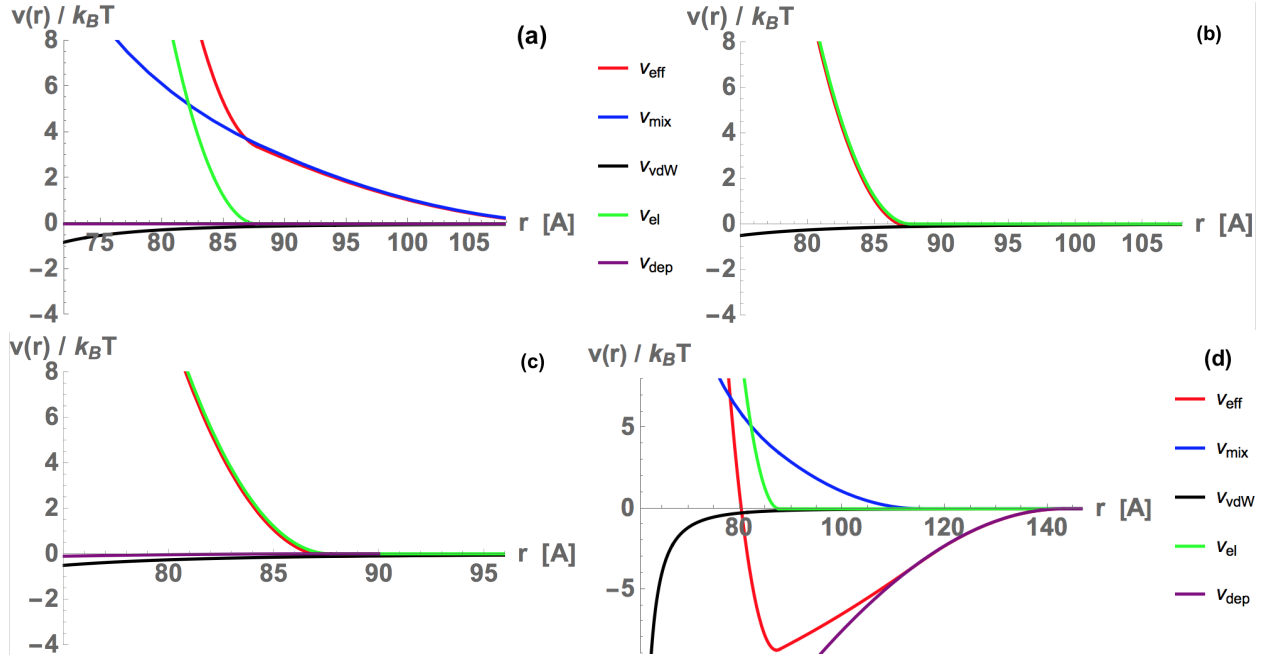 v(r) / k_BT
(a)
8
6
4
2
0
−2
−4
75 80 85 90 95 100 105
r [A]
v_eff
v_mix
v_vdW
v_el
v_dep
v(r) / k_BT
(b)
8
6
4
2
0
−2
−4
80 85 90 95 100 105
r [A]
v(r) / k_BT
(c)
8
6
4
2
0
−2
−4
80 85 90 95
r [A]
v(r) / k_BT
(d)
5
0
−5
80 100 120 140
r [A]
v_eff
v_mix
v_vdW
v_el
v_dep